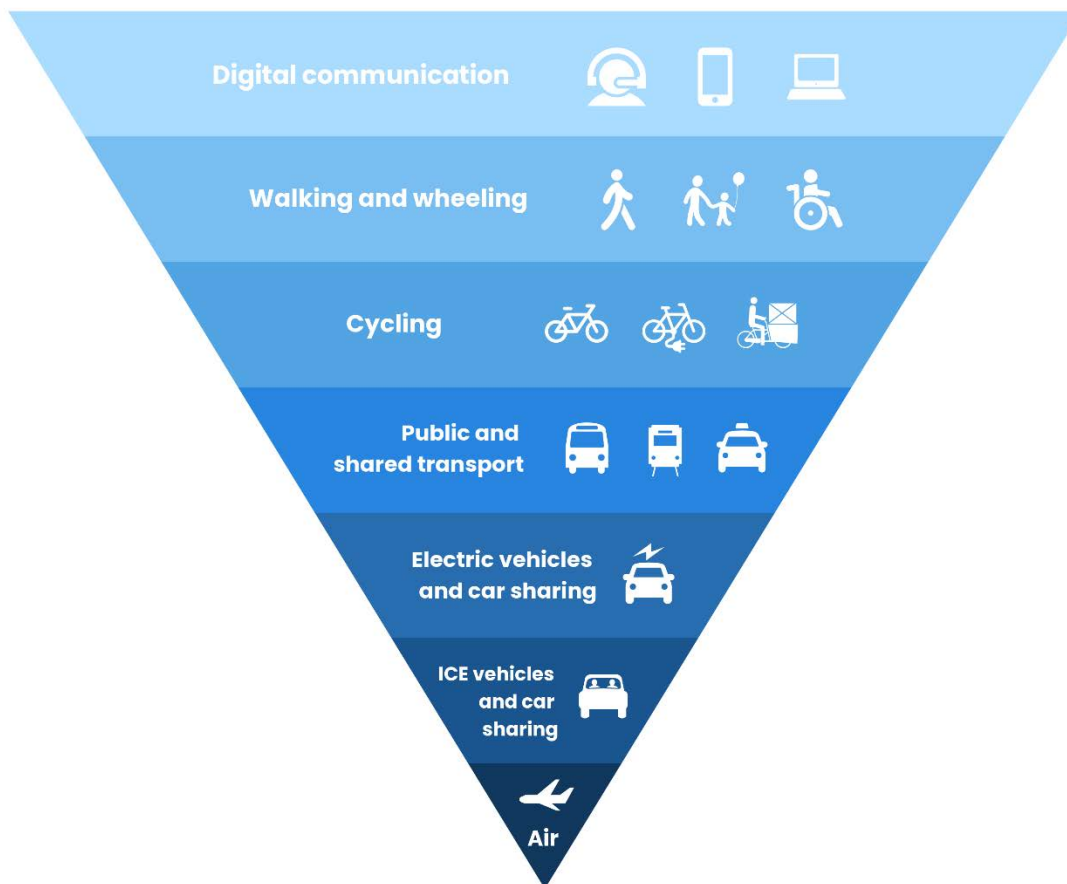 Digital communication
Walking and wheeling
Cycling
Public and
shared transport
Electric vehicles
and car sharing
ICE vehicles
and car
sharing
Air